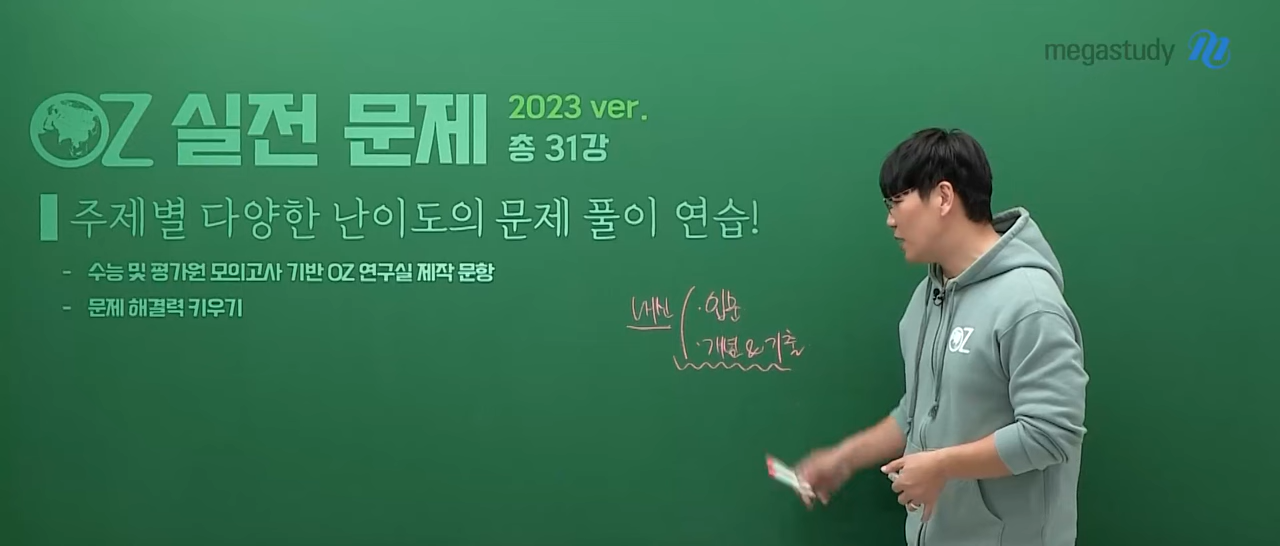 megastudy
OZ 실전 문제
2023 ver.
총 31강
주제별 다양한 난이도의 문제 풀이 연습!
- 수능 및 평가원 모의고사 기반 OZ 연구실 제작 문항
- 문제 해결력 키우기
내신
· 입문
· 개념 & 기출
OZ